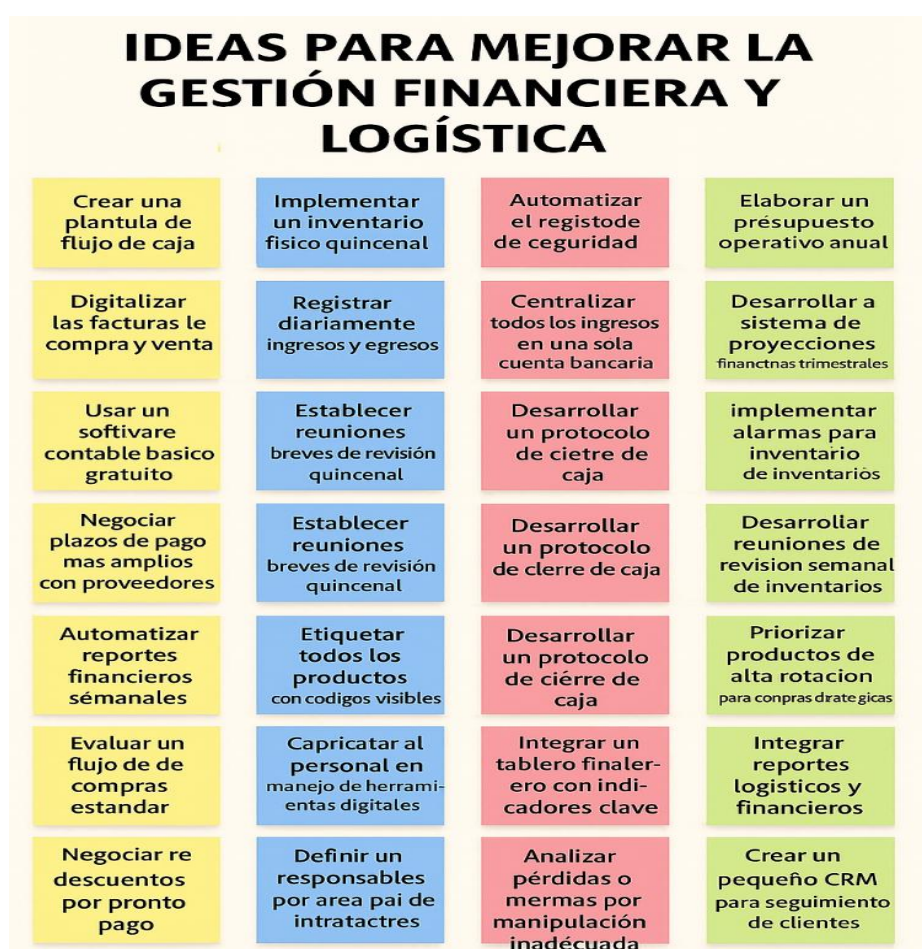 IDEAS PARA MEJORAR LA
GESTIÓN FINANCIERA Y
LOGÍSTICA
Crear una
plantula de
flujo de caja
Implementar
un inventario
fisico quincenal
Automatizar
el registode
de ceguridad
Elaborar un
présupuesto
operativo anual
Digitalizar
las facturas le
compra y venta
Registrar
diariamente
ingresos y egresos
Centralizar
todos los ingresos
en una sola
cuenta bancaria
Desarrollar a
sistema de
proyecciones
financtnas trimestrales
Usar un
softivare
contable basico
gratuito
Establecer
reuniones
breves de revisión
quincenal
Desarrollar
un protocolo
de cietre de
caja
implementar
alarmas para
inventario
de inventariós
Negociar
plazos de pago
mas amplios
con proveedores
Establecer
reuniones
breves de revisión
quincenal
Desarrollar
un protocolo
de clerre de caja
Desarroliar
reuniones de
revision semanal
de inventarios
Automatizar
reportes
financieros
sémanales
Etiquetar
todos los
productos
con codigos visibles
Desarrollar
un protocolo
de ciérre de
caja
Priorizar
productos de
alta rotacion
para conpras drate gicas
Evaluar un
flujo de de
compras
estandar
Capricatar al
personal en
manejo de herrami-
entas digitales
Integrar un
tablero finaler-
ero con indi-
cadores clave
Integrar
reportes
logisticos y
financieros
Negociar re
descuentos
por pronto
pago
Definir un
responsables
por area pai de
intratactres
Analizar
pérdidas o
mermas por
manipulación
inadécuada
Crear un
pequeño CRM
para seguimiento
de clientes